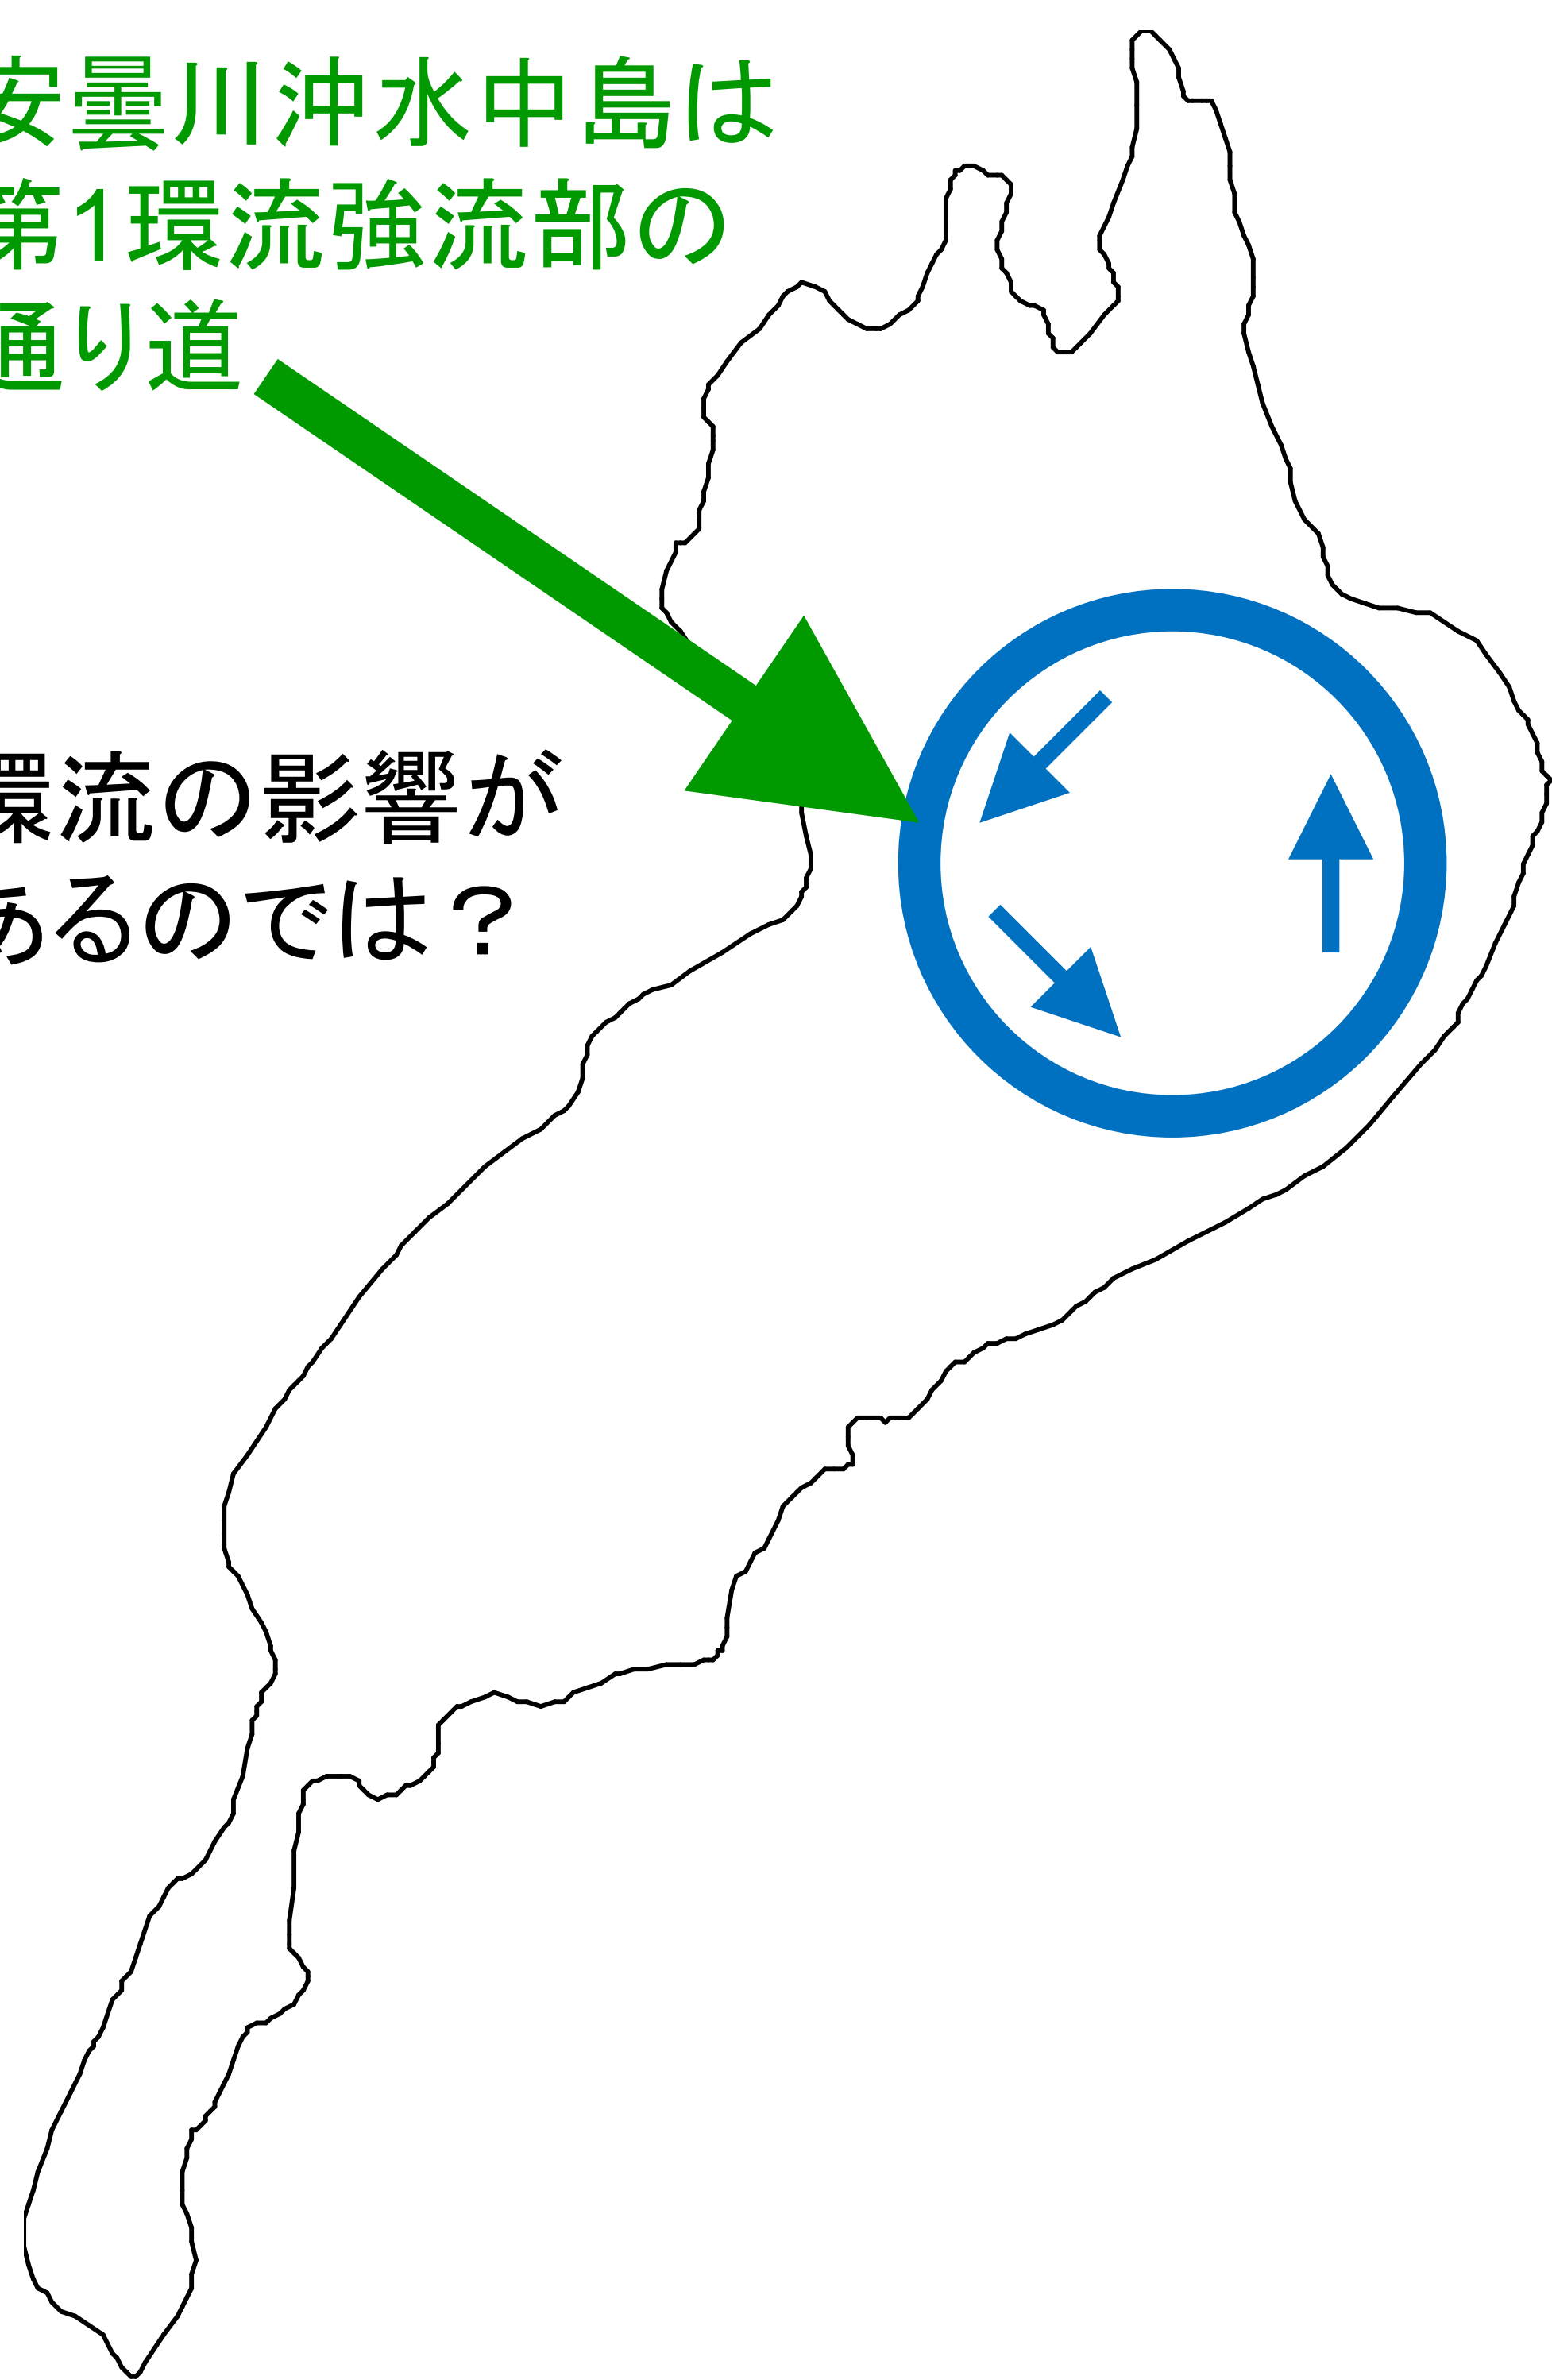 安曇川沖水中島は
第1環流強流部の
通り道
環流の影響が
あるのでは？